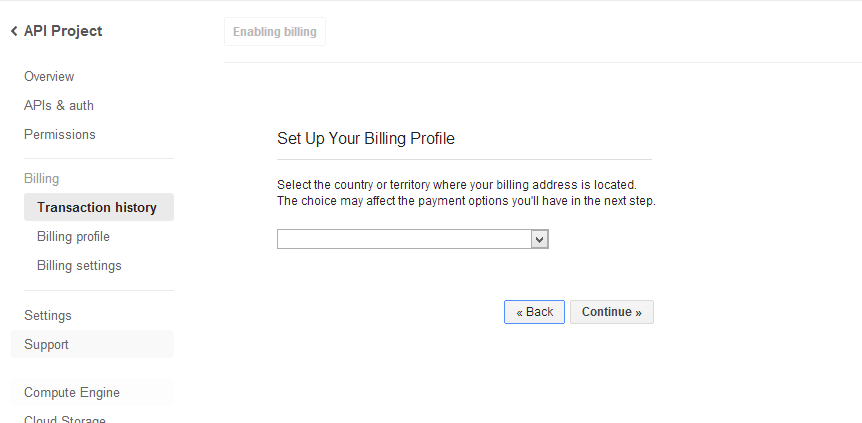 API Project
Enabling billing
Overview
APIs & auth
Permissions
Billing
Transaction history
Billing profile
Billing settings
Settings
Support
Compute Engine
Cloud Storage
Set Up Your Billing Profile
Select the country or territory where your billing address is located.
The choice may affect the payment options you'll have in the next step.
« Back
Continue »